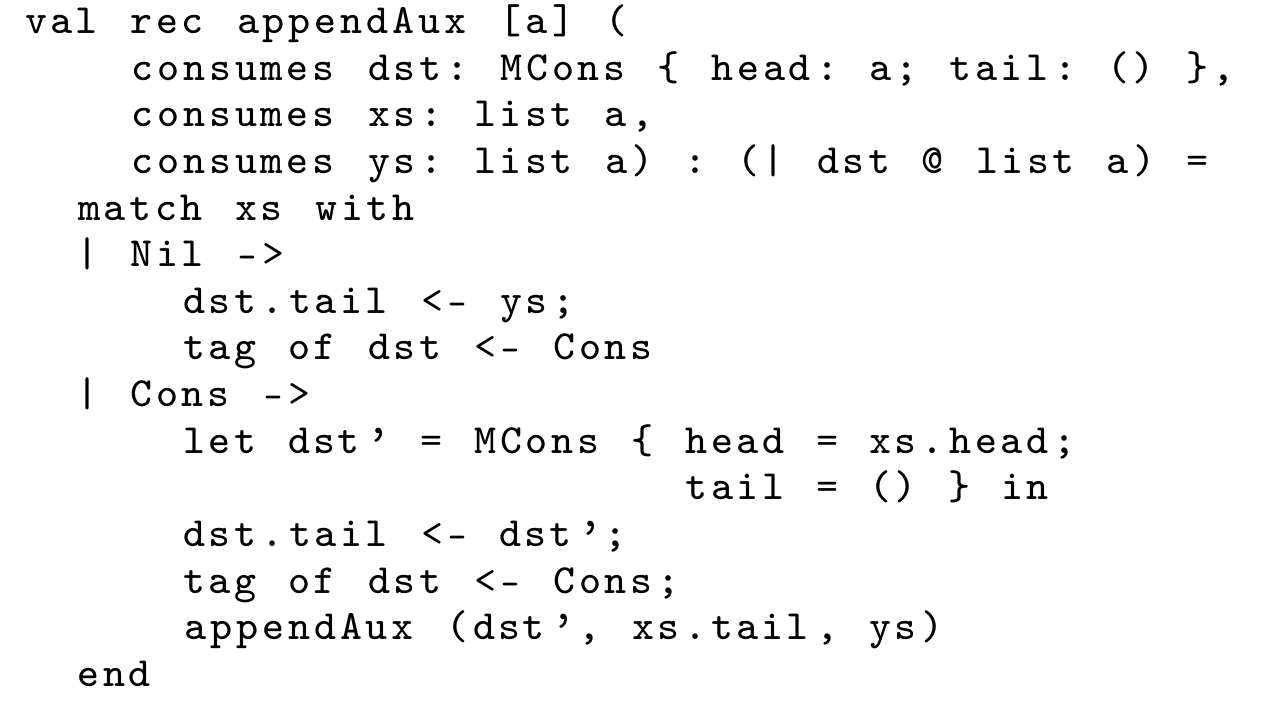 val rec appendAux [a] (
    consumes dst: MCons { head: a; tail: () },
    consumes xs: list a,
    consumes ys: list a) : (| dst @ list a) =
  match xs with
  | Nil ->
      dst.tail <- ys;
      tag of dst <- Cons
  | Cons ->
      let dst’ = MCons { head = xs.head;
                         tail = () } in
      dst.tail <- dst’;
      tag of dst <- Cons;
      appendAux (dst’, xs.tail, ys)
  end